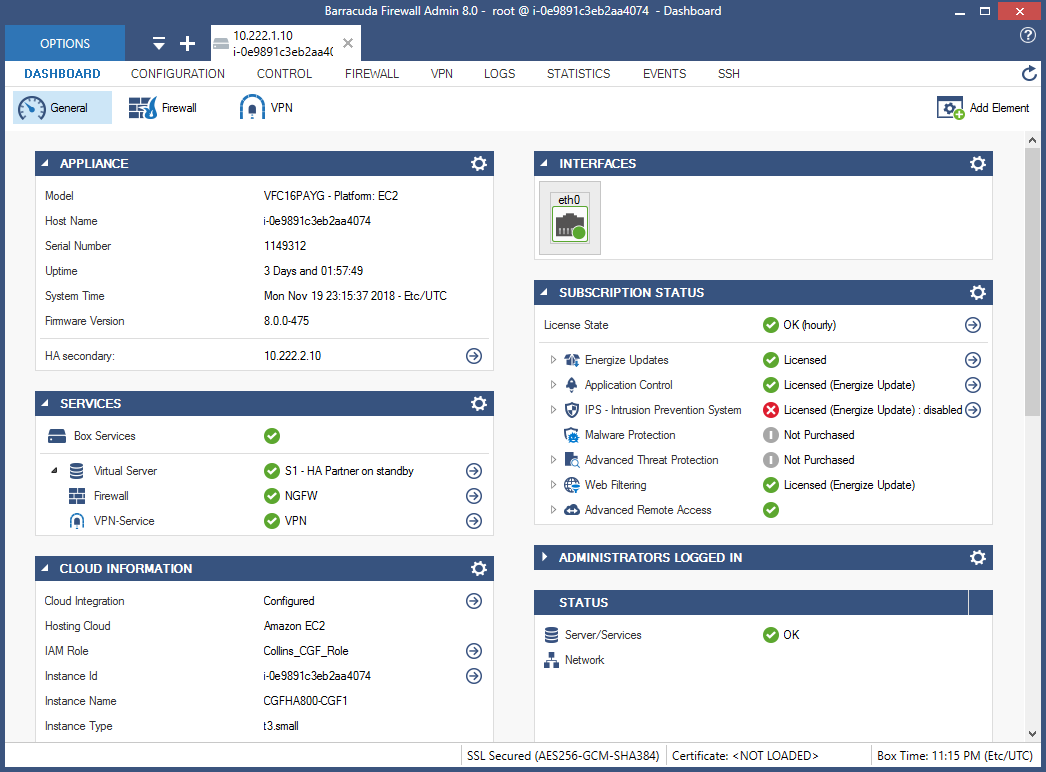 Barracuda Firewall Admin 8.0 - root @ i-0e9891c3eb2aa4074 - Dashboard
OPTIONS
10.222.1.10
i-0e9891c3eb2aa40
DASHBOARD CONFIGURATION CONTROL FIREWALL VPN LOGS STATISTICS EVENTS SSH
General Firewall VPN Add Element
APPLIANCE
Model VFC16PAYG - Platform: EC2
Host Name i-0e9891c3eb2aa4074
Serial Number 1149312
Uptime 3 Days and 01:57:49
System Time Mon Nov 19 23:15:37 2018 - Etc/UTC
Firmware Version 8.0.0-475
HA secondary: 10.222.2.10
SERVICES
Box Services
Virtual Server S1 - HA Partner on standby
Firewall NGFW
VPN-Service VPN
CLOUD INFORMATION
Cloud Integration Configured
Hosting Cloud Amazon EC2
IAM Role Collins_CGF_Role
Instance Id i-0e9891c3eb2aa4074
Instance Name CGFHA800-CGF1
Instance Type t3.small
INTERFACES
eth0
SUBSCRIPTION STATUS
License State OK (hourly)
Energize Updates Licensed
Application Control Licensed (Energize Update)
IPS - Intrusion Prevention System Licensed (Energize Update) : disabled
Malware Protection Not Purchased
Advanced Threat Protection Not Purchased
Web Filtering Licensed (Energize Update)
Advanced Remote Access
ADMINISTRATORS LOGGED IN
STATUS
Server/Services OK
Network
SSL Secured (AES256-GCM-SHA384) Certificate: <NOT LOADED> Box Time: 11:15 PM (Etc/UTC)